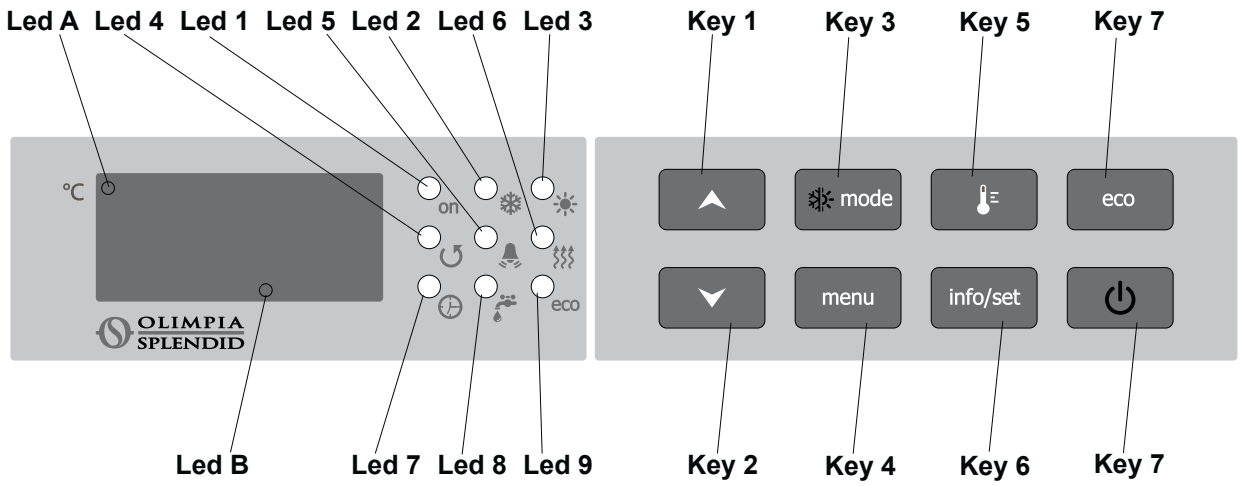 Led A Led 4 Led 1 Led 5 Led 2 Led 6 Led 3 Key 1 Key 3 Key 5 Key 7
°C
on
mode
eco
eco
menu
info/set
OLIMPIA
SPLENDID
Led B Led 7 Led 8 Led 9 Key 2 Key 4 Key 6 Key 7